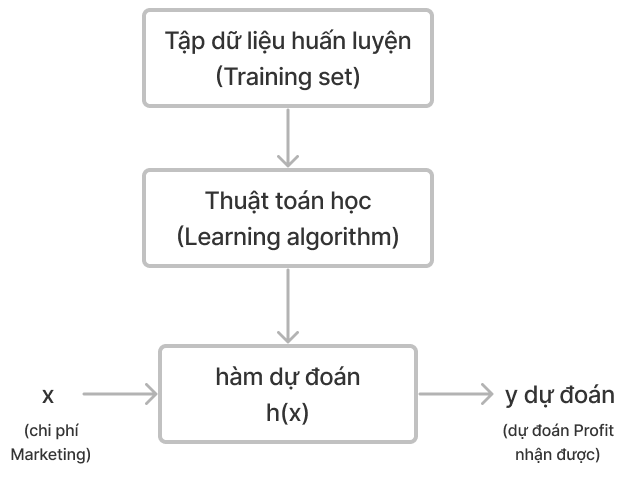 Tập dữ liệu huấn luyện
(Training set)
Thuật toán học
(Learning algorithm)
hàm dự đoán
h(x)
x
(chi phí
Marketing)
y dự đoán
(dự đoán Profit
nhận được)